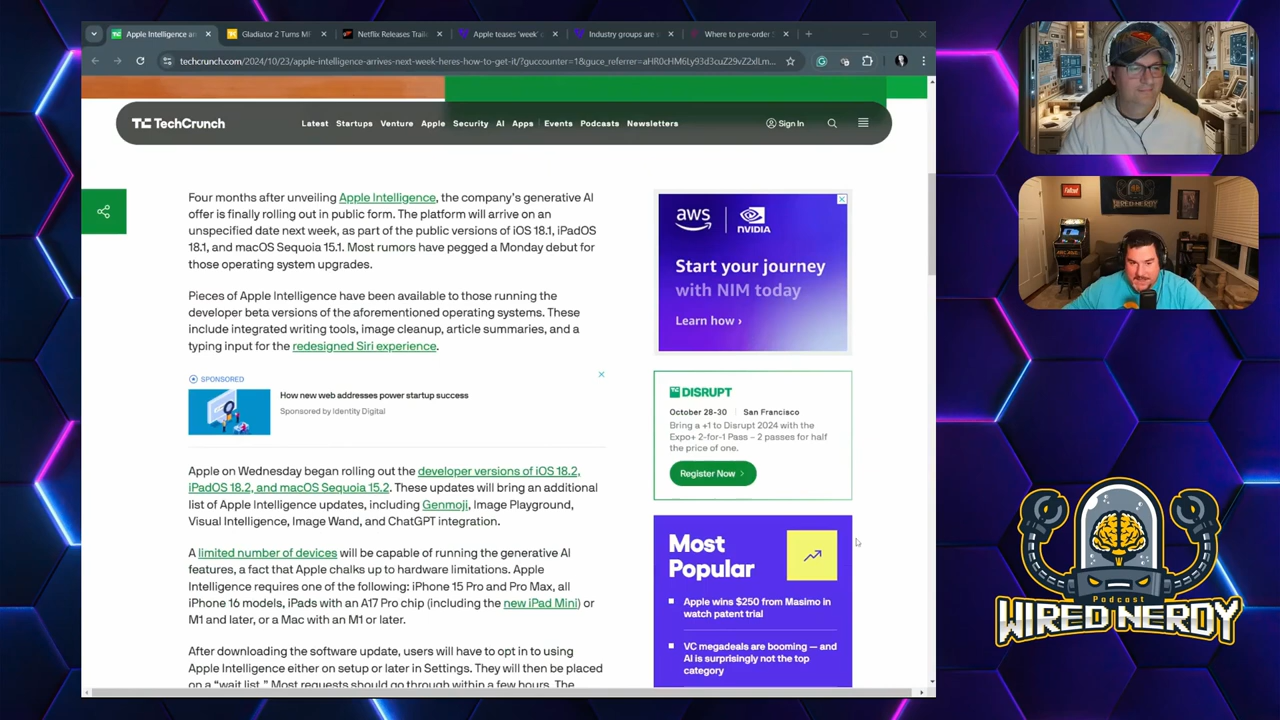 Apple Intelligence a
Gladiator 2 Turns M
Netflix Releases Trai
Apple teases 'week'
Industry groups are
Where to pre-order
techcrunch.com/2024/10/23/apple-intelligence-arrives-next-week-heres-how-to-get-it/?guccounter=1&guce_referrer=
TechCrunch
Latest Startups Venture Apple Security AI Apps Events Podcasts Newsletters
Sign In
Four months after unveiling Apple Intelligence, the company's generative AI
offer is finally rolling out in public form. The platform will arrive on an
unspecified date next week, as part of the public versions of iOS 18.1, iPadOS
18.1, and macOS Sequoia 15.1. Most rumors have pegged a Monday debut for
those operating system upgrades.
Pieces of Apple Intelligence have been available to those running the
developer beta versions of the aforementioned operating systems. These
include integrated writing tools, image cleanup, article summaries, and a
typing input for the redesigned Siri experience.
SPONSORED
How new web addresses power startup success
Sponsored by Identity Digital
Apple on Wednesday began rolling out the developer versions of iOS 18.2,
iPadOS 18.2, and macOS Sequoia 15.2. These updates will bring an additional
list of Apple Intelligence updates, including Genmoji, Image Playground,
Visual Intelligence, Image Wand, and ChatGPT integration.
A limited number of devices will be capable of running the generative AI
features, a fact that Apple chalks up to hardware limitations. Apple
Intelligence requires one of the following: iPhone 15 Pro and Pro Max, all
iPhone 16 models, iPads with an A17 Pro chip (including the new iPad Mini) or
M1 and later, or a Mac with an M1 or later.
After downloading the software update, users will have to opt in to using
Apple Intelligence either on setup or later in Settings. They will then be placed
on a "wait list." Most requests should go through within a few hours. The
aws
NVIDIA
Start your journey
with NIM today
Learn how ›
TC DISRUPT
October 28-30 | San Francisco
Bring a +1 to Disrupt 2024 with the
Expo+ 2-for-1 Pass – 2 passes for half
the price of one.
Register Now
Most
Popular
Apple wins $250 from Masimo in
watch patent trial
VC megadeals are booming — and
AI is surprisingly not the top
category
Fallout
WIRED NERDY
Podcast
WIRED NERDY